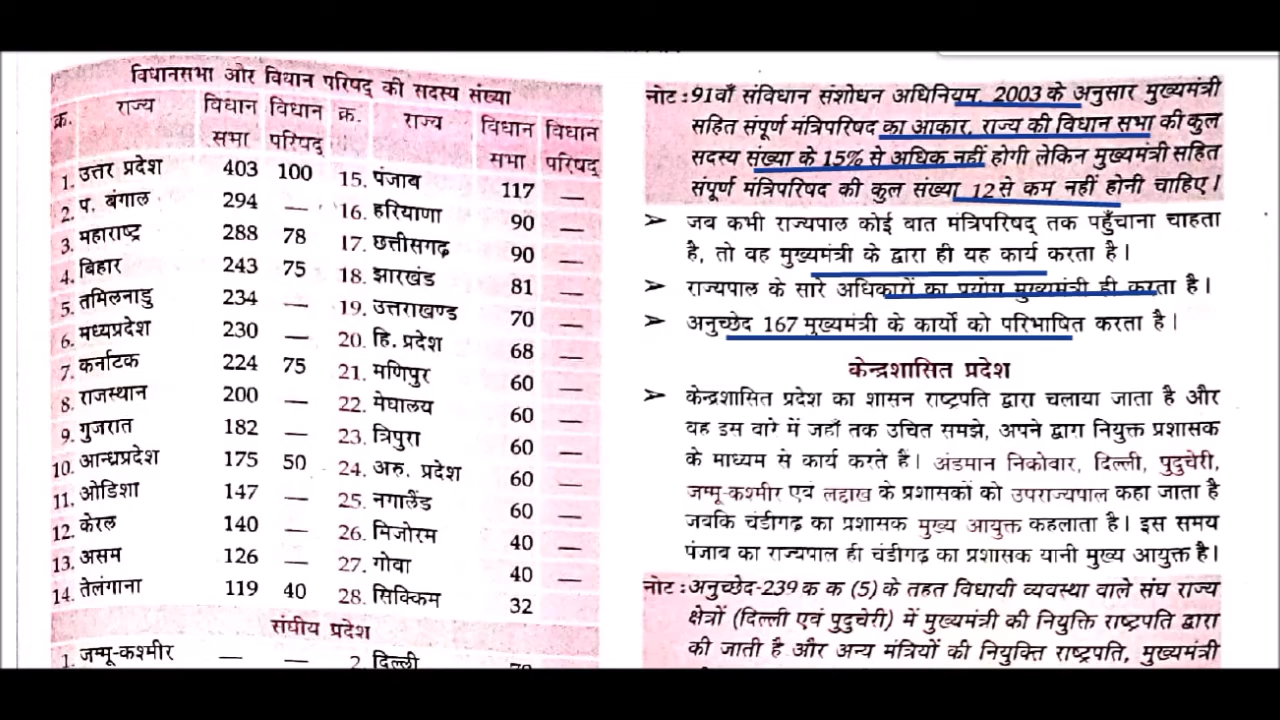 विधानसभा ओर विधान परिषद् की सदस्य संख्या
क्र. राज्य विधान सभा विधान परिषद् क्र. राज्य विधान सभा विधान परिषद्
1. उत्तर प्रदेश 403 100 15. पंजाब 117 —
2. प. बंगाल 294 — 16. हरियाणा 90 —
3. महाराष्ट्र 288 78 17. छत्तीसगढ़ 90 —
4. बिहार 243 75 18. झारखंड 81 —
5. तमिलनाडु 234 — 19. उत्तराखण्ड 70 —
6. मध्यप्रदेश 230 — 20. हि. प्रदेश 68 —
7. कर्नाटक 224 75 21. मणिपुर 60 —
8. राजस्थान 200 — 22. मेघालय 60 —
9. गुजरात 182 — 23. त्रिपुरा 60 —
10. आन्ध्रप्रदेश 175 50 24. अरु. प्रदेश 60 —
11. ओडिशा 147 — 25. नगालैंड 60 —
12. केरल 140 — 26. मिजोरम 40 —
13. असम 126 — 27. गोवा 40 —
14. तेलंगाना 119 40 28. सिक्किम 32 —
संघीय प्रदेश
1. जम्मू-कश्मीर — — 2. दिल्ली
नोट : 91वाँ संविधान संशोधन अधिनियम, 2003 के अनुसार मुख्यमंत्री
सहित संपूर्ण मंत्रिपरिषद का आकार, राज्य की विधान सभा की कुल
सदस्य संख्या के 15% से अधिक नहीं होगी लेकिन मुख्यमंत्री सहित
संपूर्ण मंत्रिपरिषद की कुल संख्या 12 से कम नहीं होनी चाहिए।
➤ जब कभी राज्यपाल कोई बात मंत्रिपरिषद् तक पहुँचाना चाहता
है, तो वह मुख्यमंत्री के द्वारा ही यह कार्य करता है।
➤ राज्यपाल के सारे अधिकारों का प्रयोग मुख्यमंत्री ही करता है।
➤ अनुच्छेद 167 मुख्यमंत्री के कार्यो को परिभाषित करता है।
केन्द्रशासित प्रदेश
➤ केन्द्रशासित प्रदेश का शासन राष्ट्रपति द्वारा चलाया जाता है और
वह इस बारे में जहाँ तक उचित समझे, अपने द्वारा नियुक्त प्रशासक
के माध्यम से कार्य करते है। अंडमान निकोबार, दिल्ली, पुदुचेरी,
जम्मू-कश्मीर एवं लद्दाख के प्रशासकों को उपराज्यपाल कहा जाता है
जबकि चंडीगढ़ का प्रशासक मुख्य आयुक्त कहलाता है। इस समय
पंजाब का राज्यपाल ही चंडीगढ़ का प्रशासक यानी मुख्य आयुक्त है।
नोट : अनुच्छेद-239 क क (5) के तहत विधायी व्यवस्था वाले संघ राज्य
क्षेत्रों (दिल्ली एवं पुदुचेरी) में मुख्यमंत्री की नियुक्ति राष्ट्रपति द्वारा
की जाती है और अन्य मंत्रियों की नियुक्ति राष्ट्रपति, मुख्यमंत्री